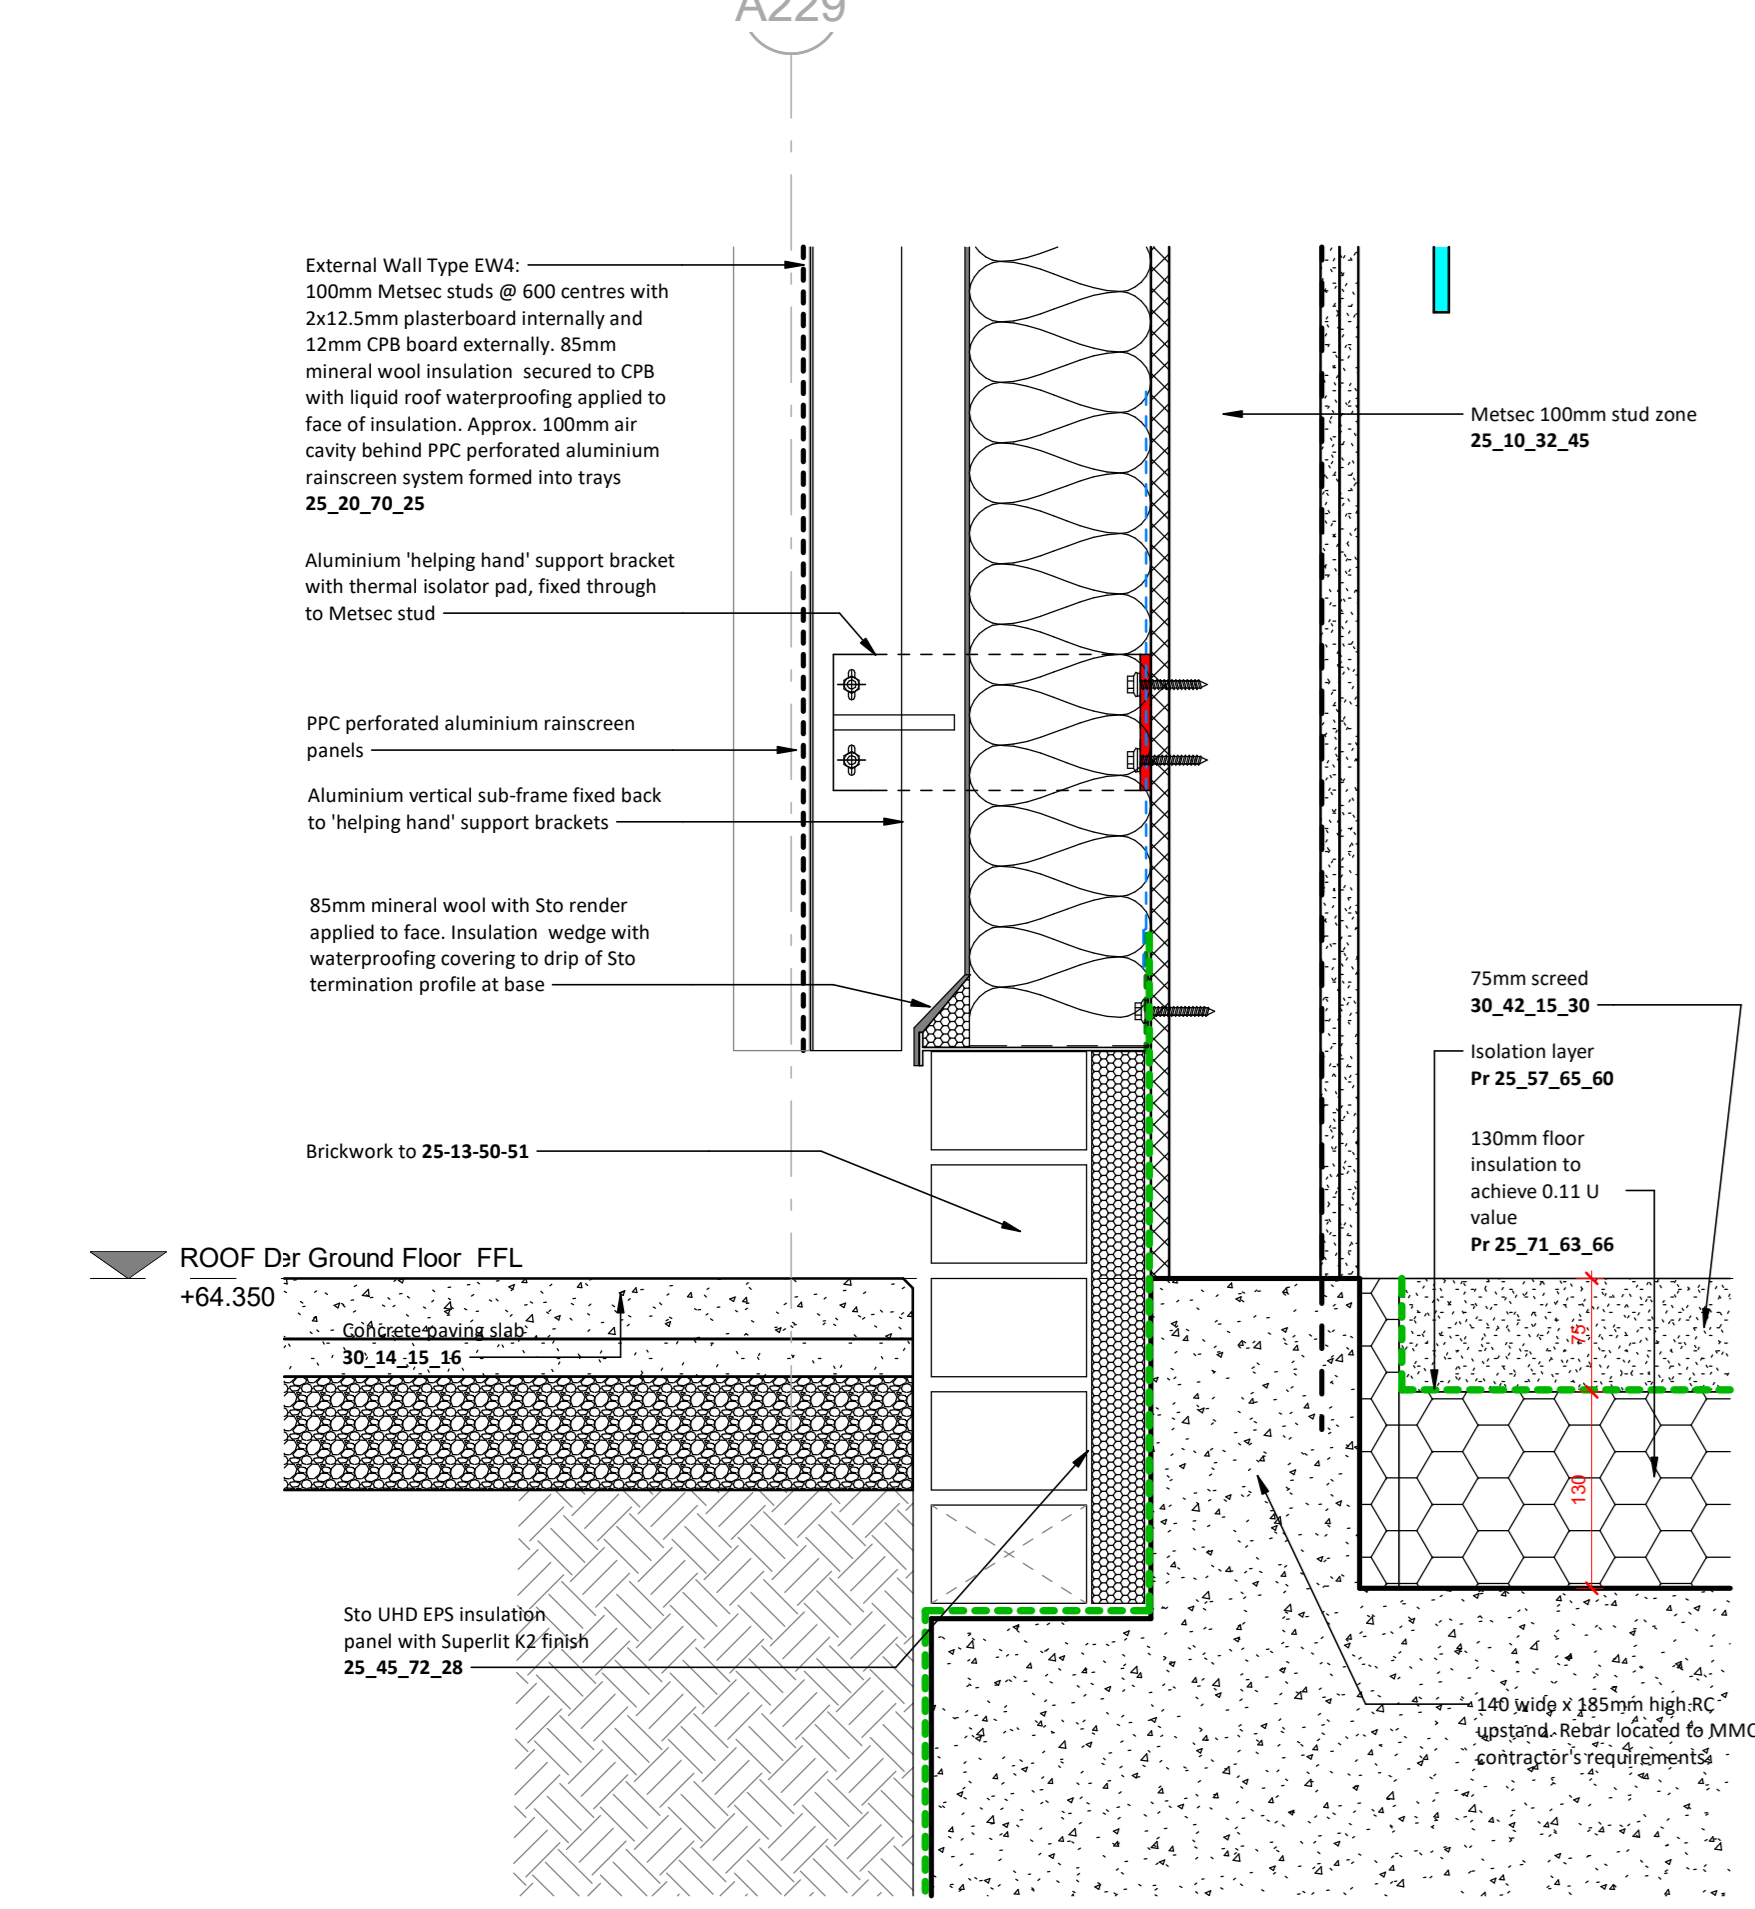 A229
External Wall Type EW4:
100mm Metsec studs @ 600 centres with
2x12.5mm plasterboard internally and
12mm CPB board externally. 85mm
mineral wool insulation secured to CPB
with liquid roof waterproofing applied to
face of insulation. Approx. 100mm air
cavity behind PPC perforated aluminium
rainscreen system formed into trays
25_20_70_25
Aluminium 'helping hand' support bracket
with thermal isolator pad, fixed through
to Metsec stud
PPC perforated aluminium rainscreen
panels
Aluminium vertical sub-frame fixed back
to 'helping hand' support brackets
85mm mineral wool with Sto render
applied to face. Insulation wedge with
waterproofing covering to drip of Sto
termination profile at base
Brickwork to 25-13-50-51
ROOF Der Ground Floor FFL
+64.350
Concrete paving slab
30_14_15_16
Sto UHD EPS insulation
panel with Superlit K2 finish
25_45_72_28
Metsec 100mm stud zone
25_10_32_45
75mm screed
30_42_15_30
Isolation layer
Pr 25_57_65_60
130mm floor
insulation to
achieve 0.11 U
value
Pr 25_71_63_66
75
130
140 wide x 185mm high RC
upstand. Rebar located to MMC
contractor's requirements